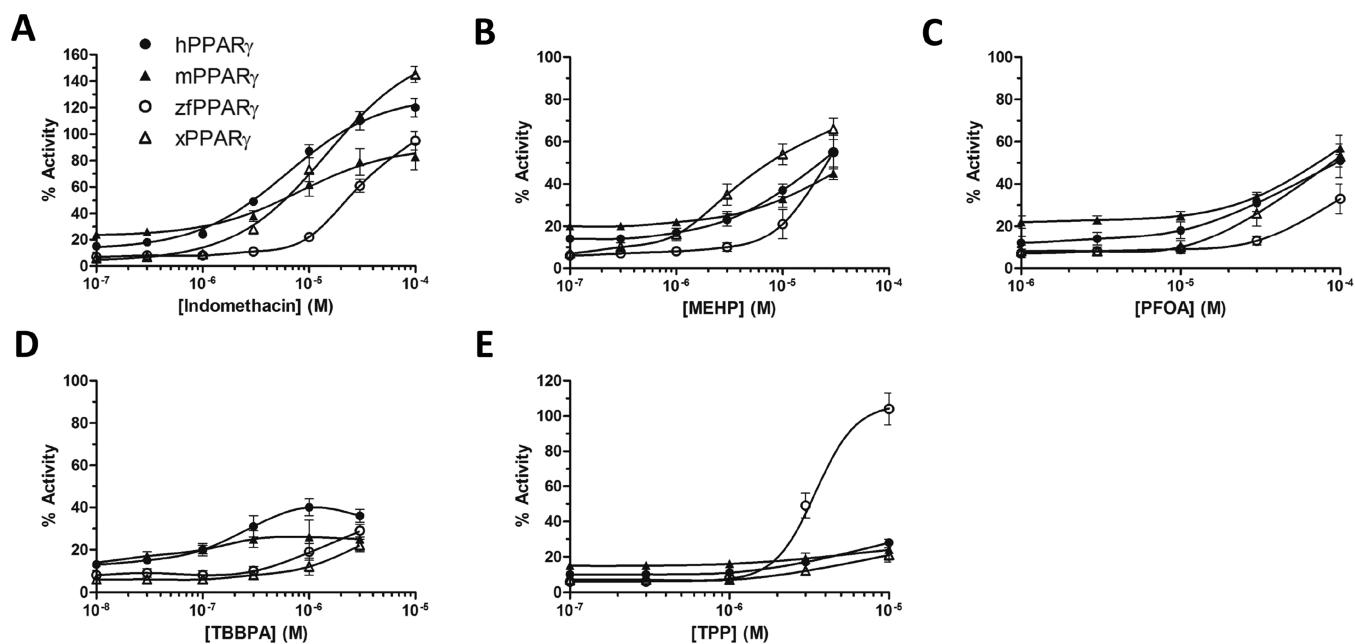 A
hPPARγ
mPPARγ
zfPPARγ
xPPARγ
% Activity
160
140
120
100
80
60
40
20
0
10-7
10-6
10-5
10-4
[Indomethacin] (M)
B
% Activity
100
80
60
40
20
0
10-7
10-6
10-5
10-4
[MEHP] (M)
C
% Activity
100
80
60
40
20
0
10-6
10-5
10-4
[PFOA] (M)
D
% Activity
100
80
60
40
20
0
10-8
10-7
10-6
10-5
[TBBPA] (M)
E
% Activity
120
100
80
60
40
20
0
10-7
10-6
10-5
[TPP] (M)